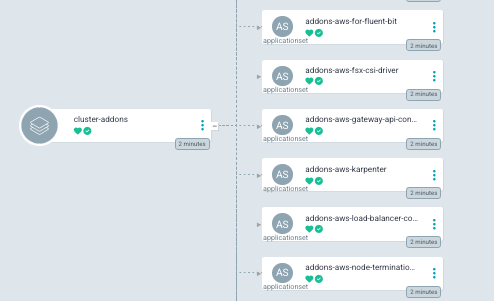 addons-aws-for-fluent-bit
AS
applicationset
2 minutes
addons-aws-fsx-csi-driver
AS
applicationset
2 minutes
cluster-addons
2 minutes
addons-aws-gateway-api-con...
AS
applicationset
2 minutes
addons-aws-karpenter
AS
applicationset
2 minutes
addons-aws-load-balancer-co...
AS
applicationset
2 minutes
addons-aws-node-terminatio...
AS
applicationset
2 minutes